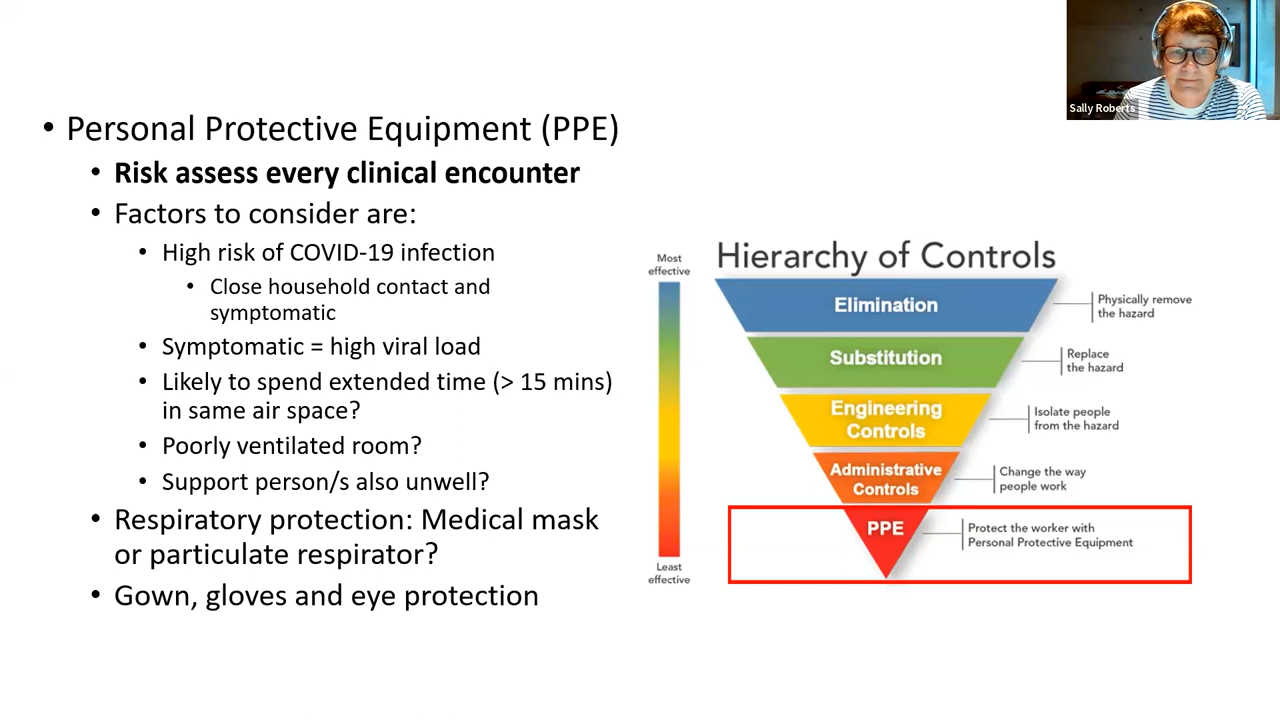 Sally Roberts
• Personal Protective Equipment (PPE)
• Risk assess every clinical encounter
• Factors to consider are:
• High risk of COVID-19 infection
• Close household contact and
symptomatic
• Symptomatic = high viral load
• Likely to spend extended time (> 15 mins)
in same air space?
• Poorly ventilated room?
• Support person/s also unwell?
• Respiratory protection: Medical mask
or particulate respirator?
• Gown, gloves and eye protection
Hierarchy of Controls
Most
effective
Least
effective
Elimination
Physically remove
the hazard
Substitution
Replace
the hazard
Engineering
Controls
Isolate people
from the hazard
Administrative
Controls
Change the way
people work
PPE
Protect the worker with
Personal Protective Equipment